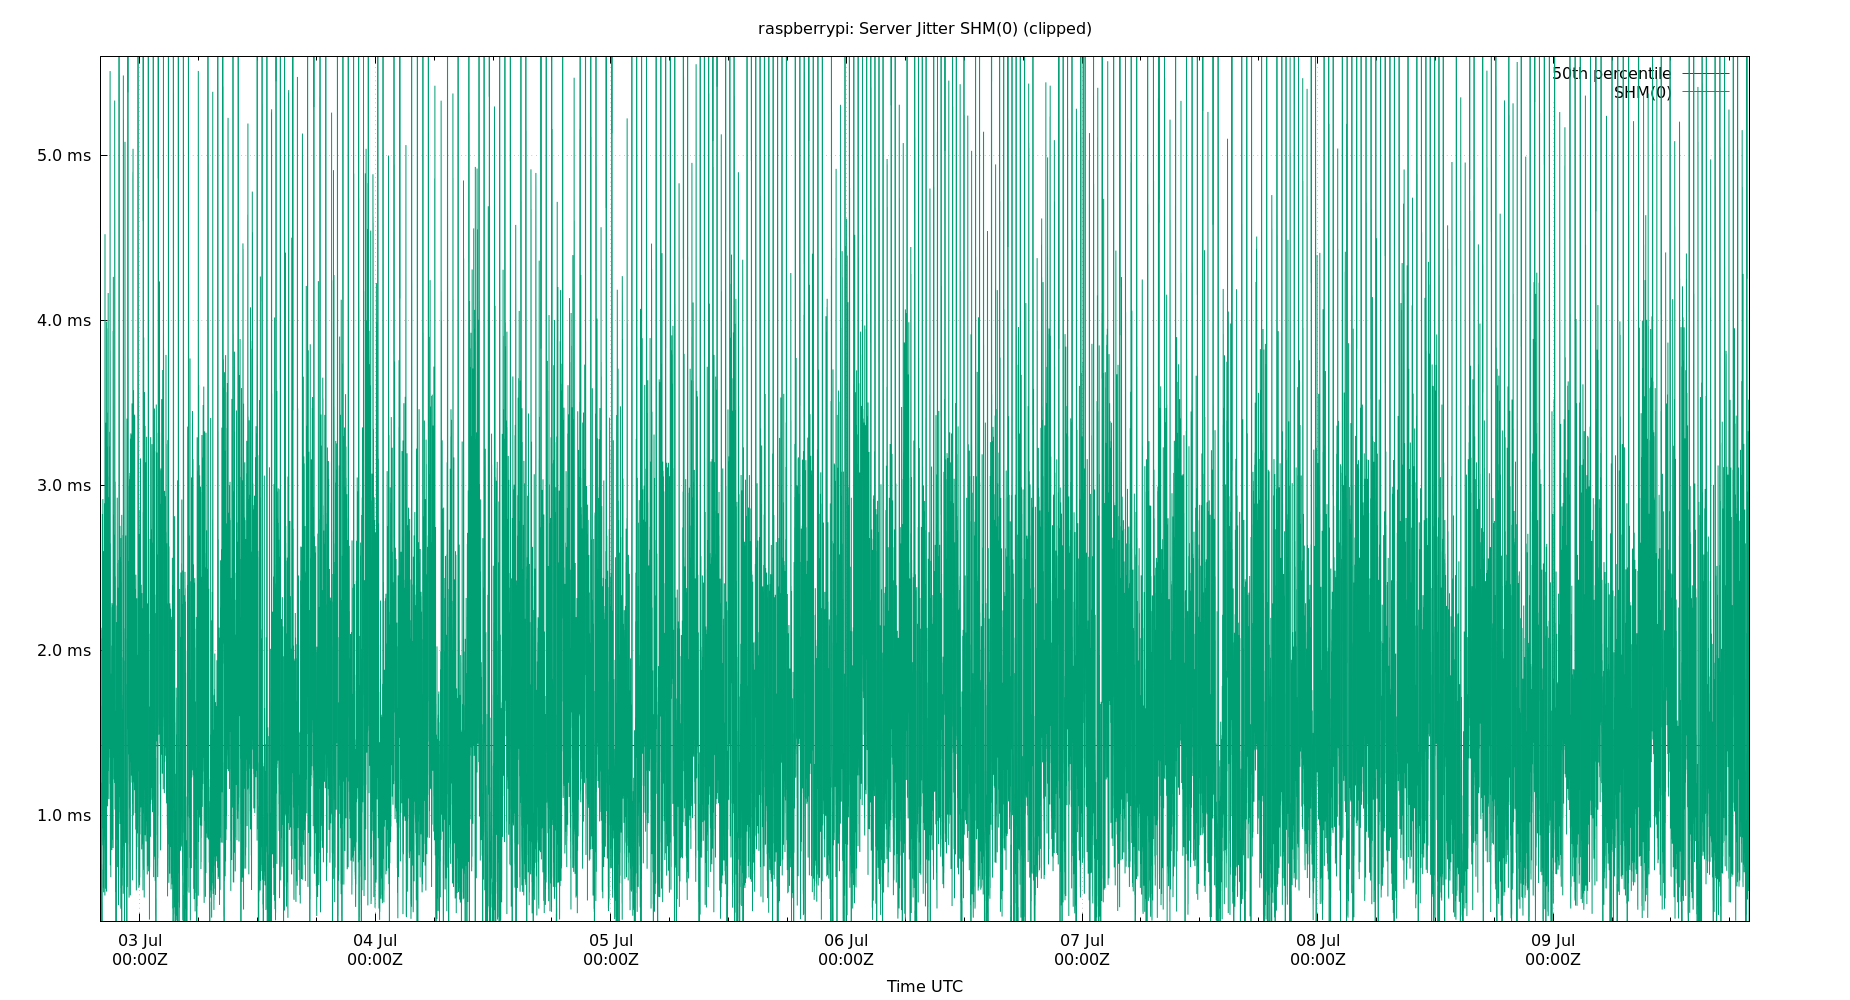 raspberrypi: Server Jitter SHM(0) (clipped)
50th percentile
SHM(0)
5.0 ms
4.0 ms
3.0 ms
2.0 ms
1.0 ms
03 Jul 04 Jul 05 Jul 06 Jul 07 Jul 08 Jul 09 Jul
00:00Z 00:00Z 00:00Z 00:00Z 00:00Z 00:00Z 00:00Z
Time UTC